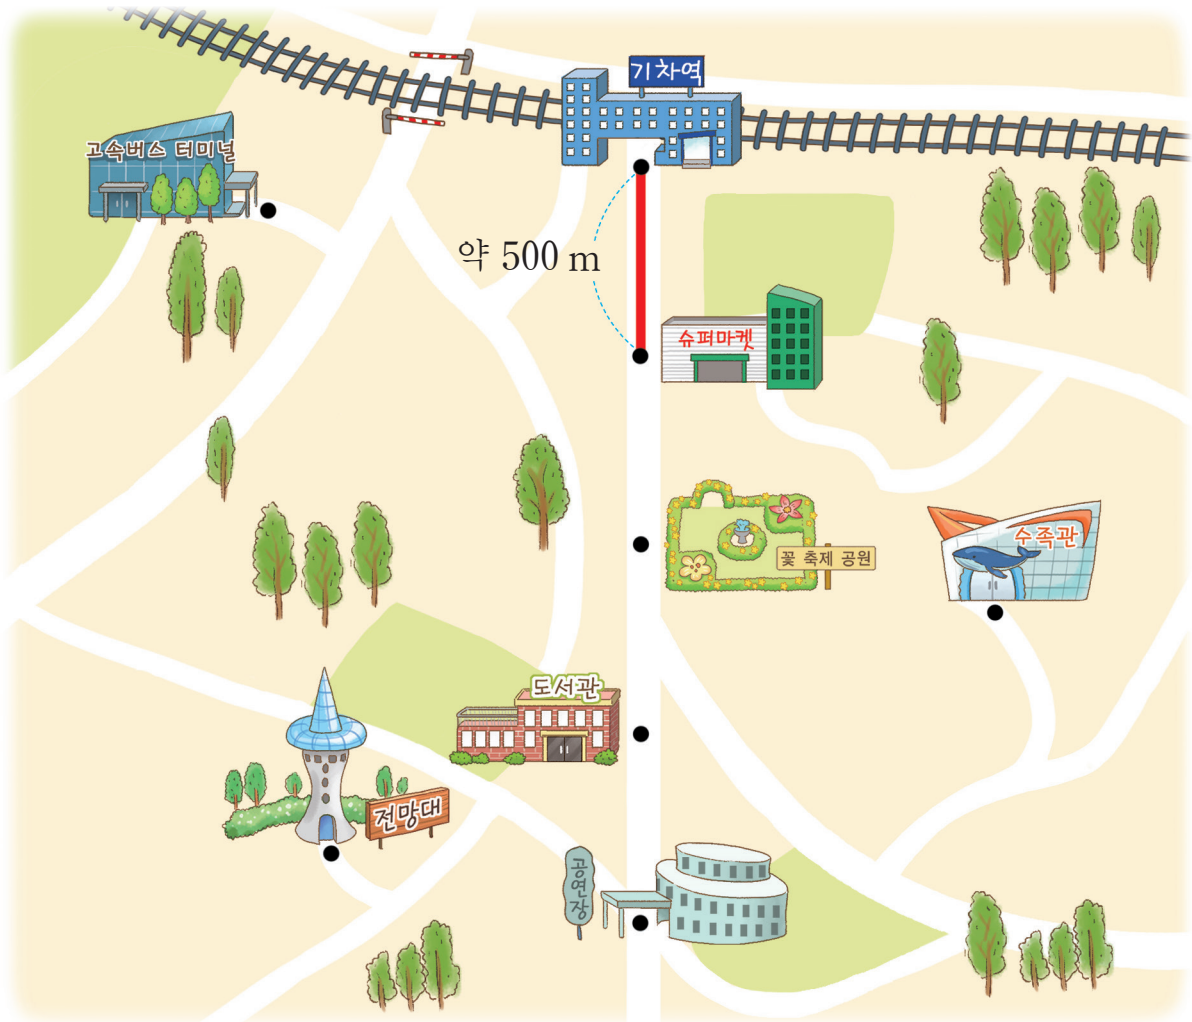 기차역
고속버스 터미널
약 500 m
슈퍼마켓
꽃 축제 공원
수족관
도서관
전망대
공연장